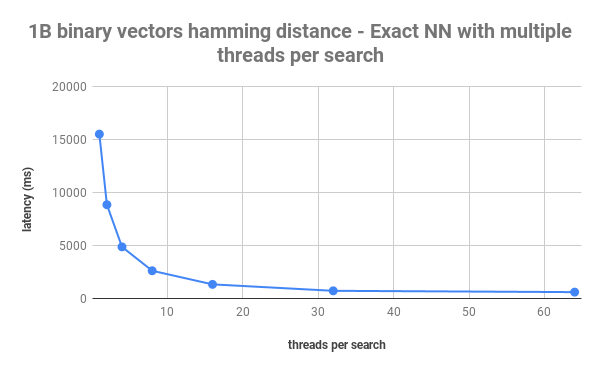 1B binary vectors hamming distance - Exact NN with multiple
threads per search
20000
15000
10000
5000
0
latency (ms)
10 20 30 40 50 60
threads per search